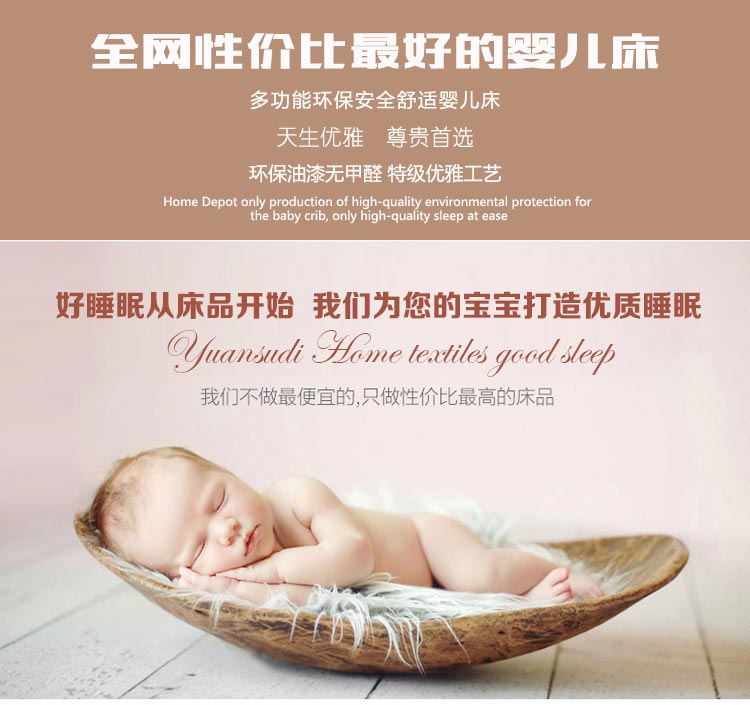 全网性价比最好的婴儿床
多功能环保安全舒适婴儿床
天生优雅 尊贵首选
环保油漆无甲醛 特级优雅工艺
Home Depot only production of high-quality environmental protection for
the baby crib, only high-quality sleep at ease
好睡眠从床品开始 我们为您的宝宝打造优质睡眠
Yuansudi Home textiles good sleep
我们不做最便宜的,只做性价比最高的床品